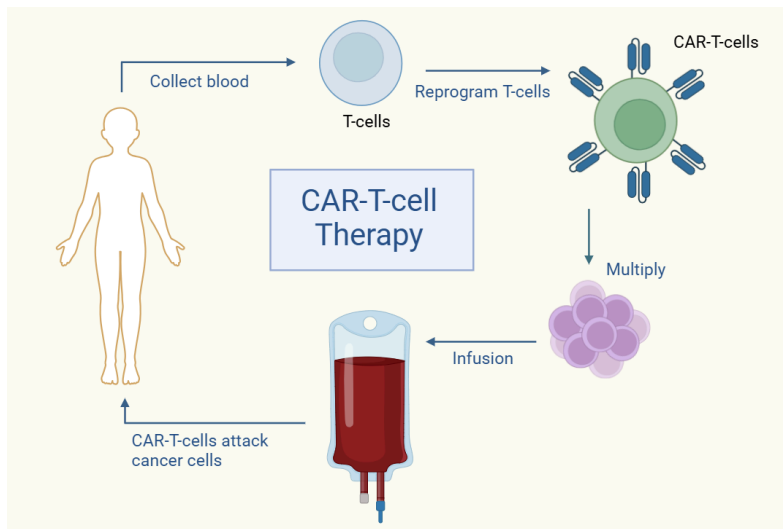 CAR-T-cells
Collect blood
Reprogram T-cells
T-cells
CAR-T-cell
Therapy
Multiply
Infusion
CAR-T-cells attack
cancer cells